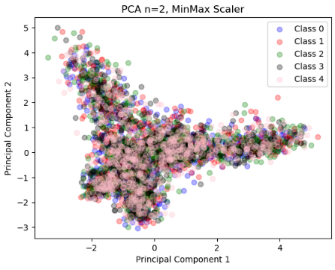 PCA n=2, MinMax Scaler
Class 0
Class 1
Class 2
Class 3
Class 4
5
4
3
2
1
0
−1
−2
−3
Principal Component 2
−2
0
2
4
Principal Component 1